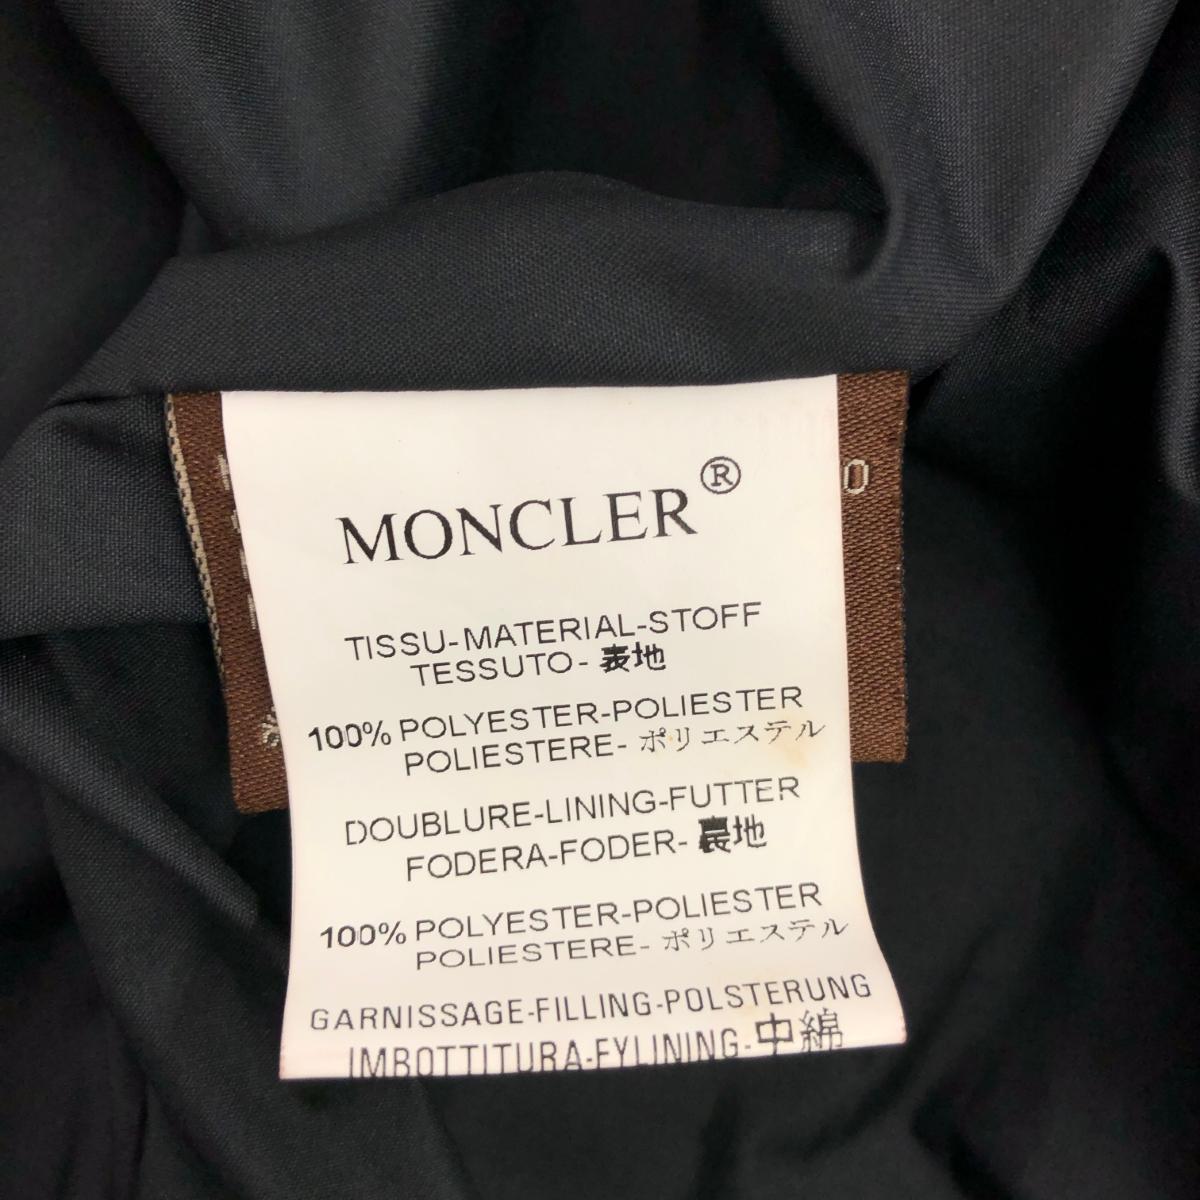 MONCLER®
TISSU-MATERIAL-STOFF
TESSUTO-表地
100% POLYESTER-POLIESTER
POLIESTERE-ポリエステル
DOUBLURE-LINING-FUTTER
FODERA-FODER-裏地
100% POLYESTER-POLIESTER
POLIESTERE-ポリエステル
GARNISSAGE-FILLING-POLSTERUNG
IMBOTTITURA-FYLINING-中綿